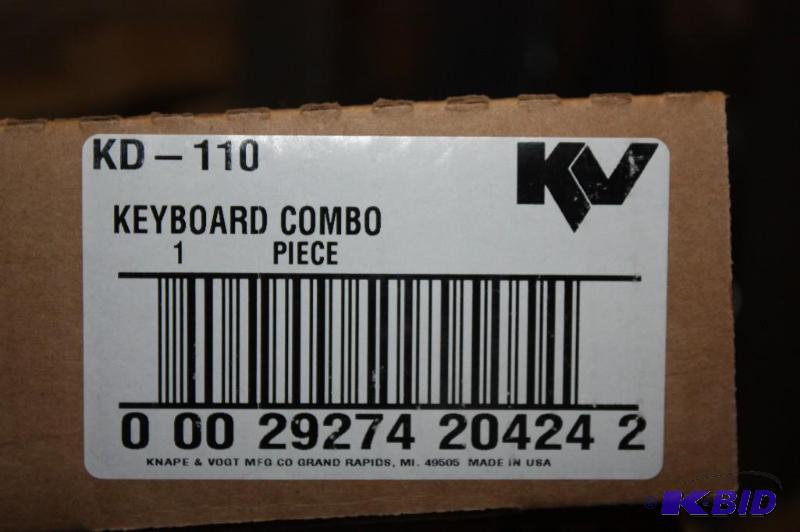 KD-110
KV
KEYBOARD COMBO
1 PIECE
0 00 29274 20424 2
KNAPE & VOGT MFG CO GRAND RAPIDS, MI. 49505 MADE IN USA
K-BID